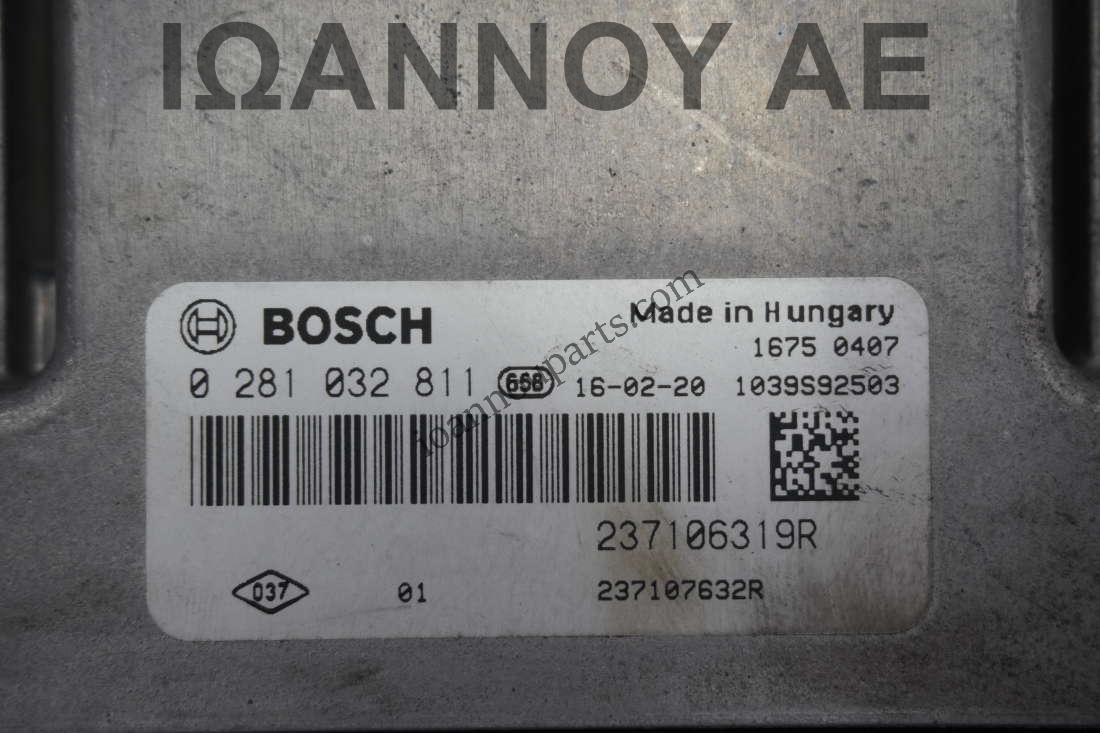 ΙΩΑΝΝΟΥ ΑΕ
BOSCH
Made in Hungary
1675 0407
0 281 032 811 16-02-20 1039S92503
ioannouparts.com
237106319R
037 01 237107632R